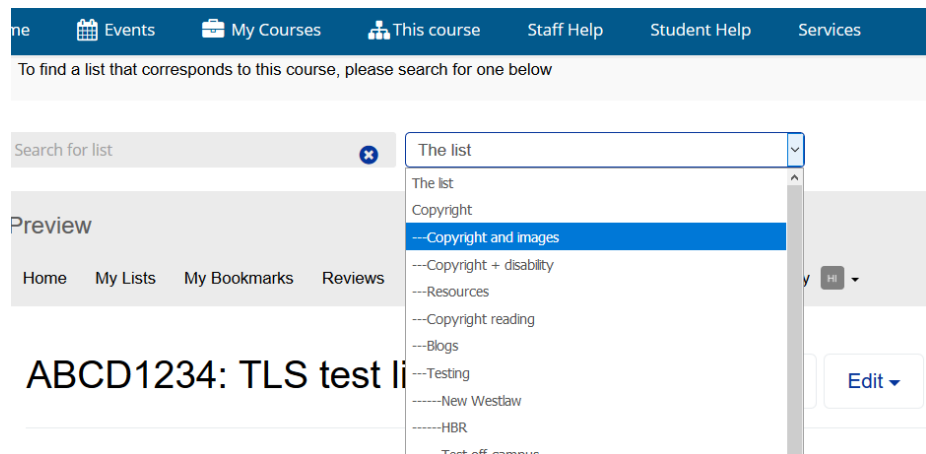 me Events My Courses This course Staff Help Student Help Services
To find a list that corresponds to this course, please search for one below
Search for list The list
The list
Copyright
Preview
---Copyright and images
Home My Lists My Bookmarks Reviews ---Copyright + disability y HI
---Resources
---Copyright reading
---Blogs
ABCD1234: TLS test li ---Testing Edit
------New Westlaw
------HBR
------Test off-campus